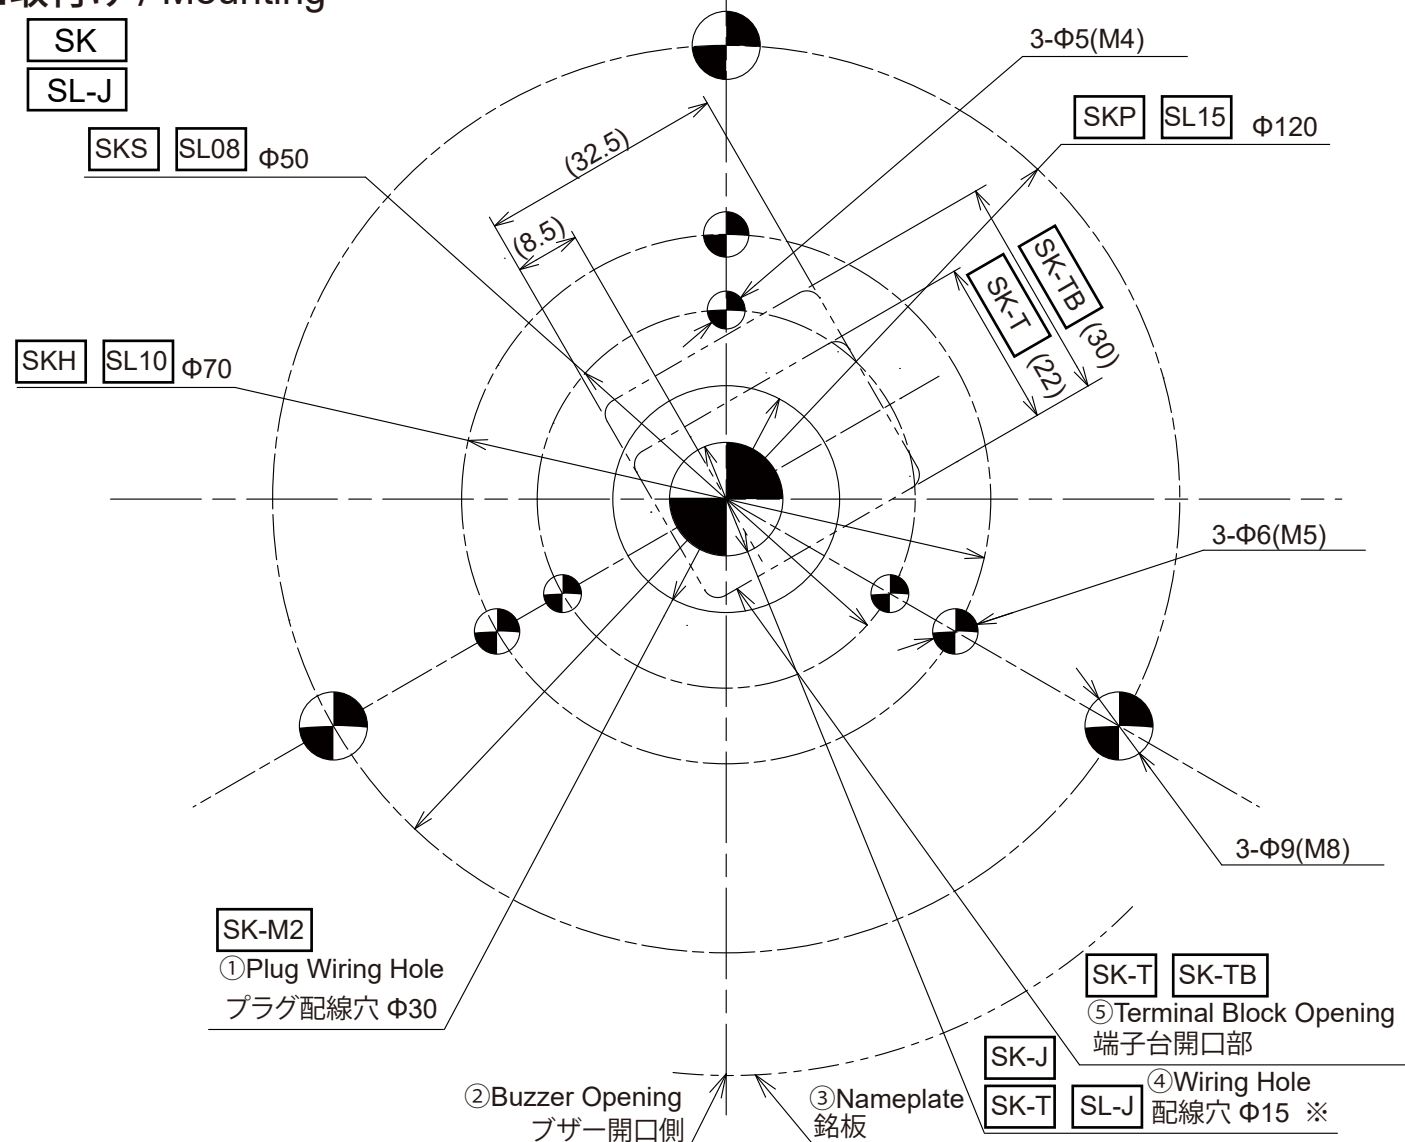 取付け / Mounting
SK
SL-J
3-Φ5(M4)
SKP SL15 Φ120
SKS SL08 Φ50
(32.5)
(8.5)
SK-TB (30)
SK-T (22)
SKH SL10 Φ70
3-Φ6(M5)
3-Φ9(M8)
SK-M2
①Plug Wiring Hole
プラグ配線穴 Φ30
SK-T SK-TB
⑤Terminal Block Opening
端子台開口部
SK-J
SK-T SL-J ④Wiring Hole
配線穴 Φ15 ※
②Buzzer Opening
ブザー開口側
③Nameplate
銘板